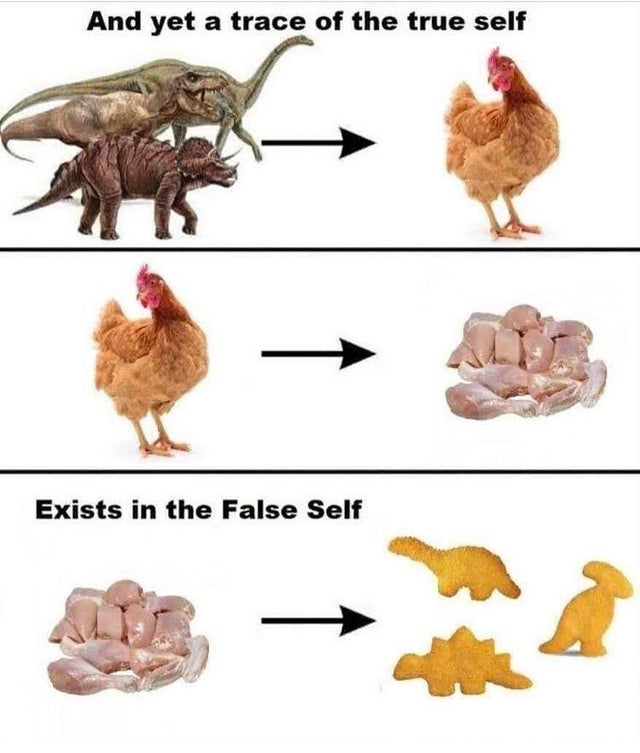 And yet a trace of the true self
Exists in the False Self